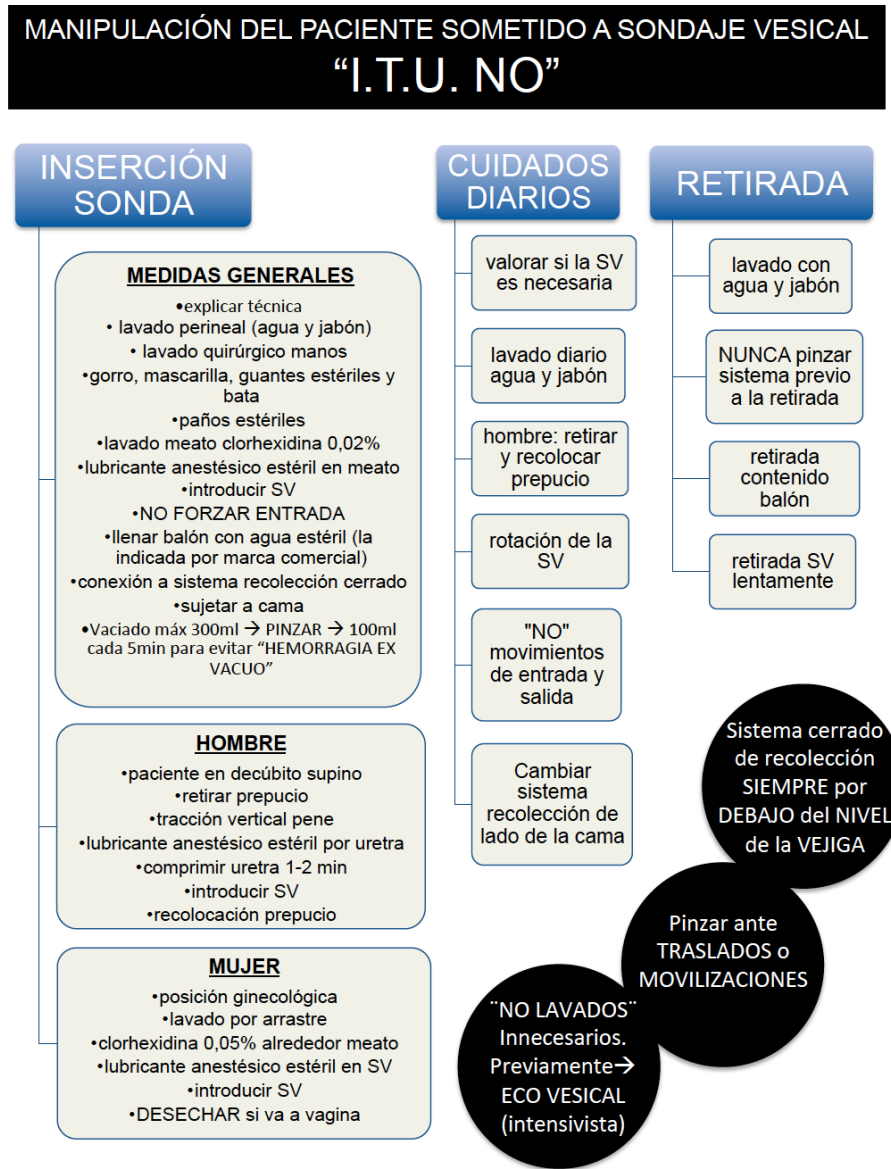 MANIPULACIÓN DEL PACIENTE SOMETIDO A SONDAJE VESICAL
“I.T.U. NO”
INSERCIÓN
SONDA
MEDIDAS GENERALES
•explicar técnica
• lavado perineal (agua y jabón)
• lavado quirúrgico manos
•gorro, mascarilla, guantes estériles y
bata
•paños estériles
•lavado meato clorhexidina 0,02%
•lubricante anestésico estéril en meato
•introducir SV
•NO FORZAR ENTRADA
•llenar balón con agua estéril (la
indicada por marca comercial)
•conexión a sistema recolección cerrado
•sujetar a cama
•Vaciado máx 300ml → PINZAR → 100ml
cada 5min para evitar “HEMORRAGIA EX
VACUO”
HOMBRE
•paciente en decúbito supino
•retirar prepucio
•tracción vertical pene
•lubricante anestésico estéril por uretra
•comprimir uretra 1-2 min
•introducir SV
•recolocación prepucio
MUJER
•posición ginecológica
•lavado por arrastre
•clorhexidina 0,05% alrededor meato
•lubricante anestésico estéril en SV
•introducir SV
•DESECHAR si va a vagina
CUIDADOS
DIARIOS
valorar si la SV
es necesaria
lavado diario
agua y jabón
hombre: retirar
y recolocar
prepucio
rotación de la
SV
"NO"
movimientos
de entrada y
salida
Cambiar
sistema
recolección de
lado de la cama
RETIRADA
lavado con
agua y jabón
NUNCA pinzar
sistema previo
a la retirada
retirada
contenido
balón
retirada SV
lentamente
Sistema cerrado
de recolección
SIEMPRE por
DEBAJO del NIVEL
de la VEJIGA
Pinzar ante
TRASLADOS o
MOVILIZACIONES
¨NO LAVADOS¨
Innecesarios.
Previamente→
ECO VESICAL
(intensivista)